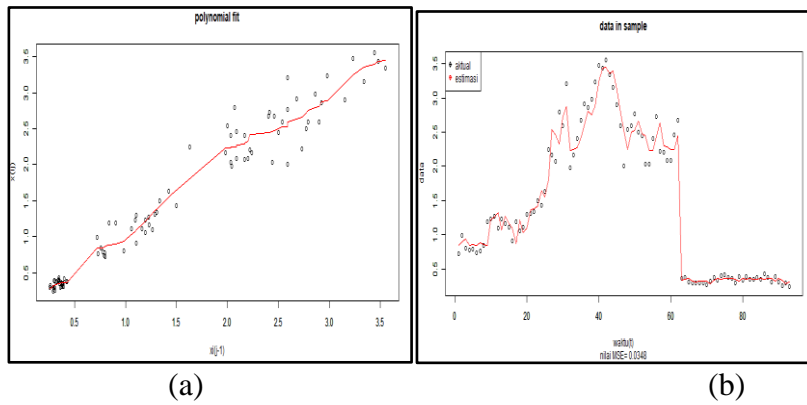 polynomial fit
x(j)
0.5 1.0 1.5 2.0 2.5 3.0 3.5
0.5 1.0 1.5 2.0 2.5 3.0 3.5
x(j-1)
(a)
data in sample
aktual
estimasi
data
0.5 1.0 1.5 2.0 2.5 3.0 3.5
0 20 40 60 80
waktu(t)
nilai MSE= 0.0348
(b)